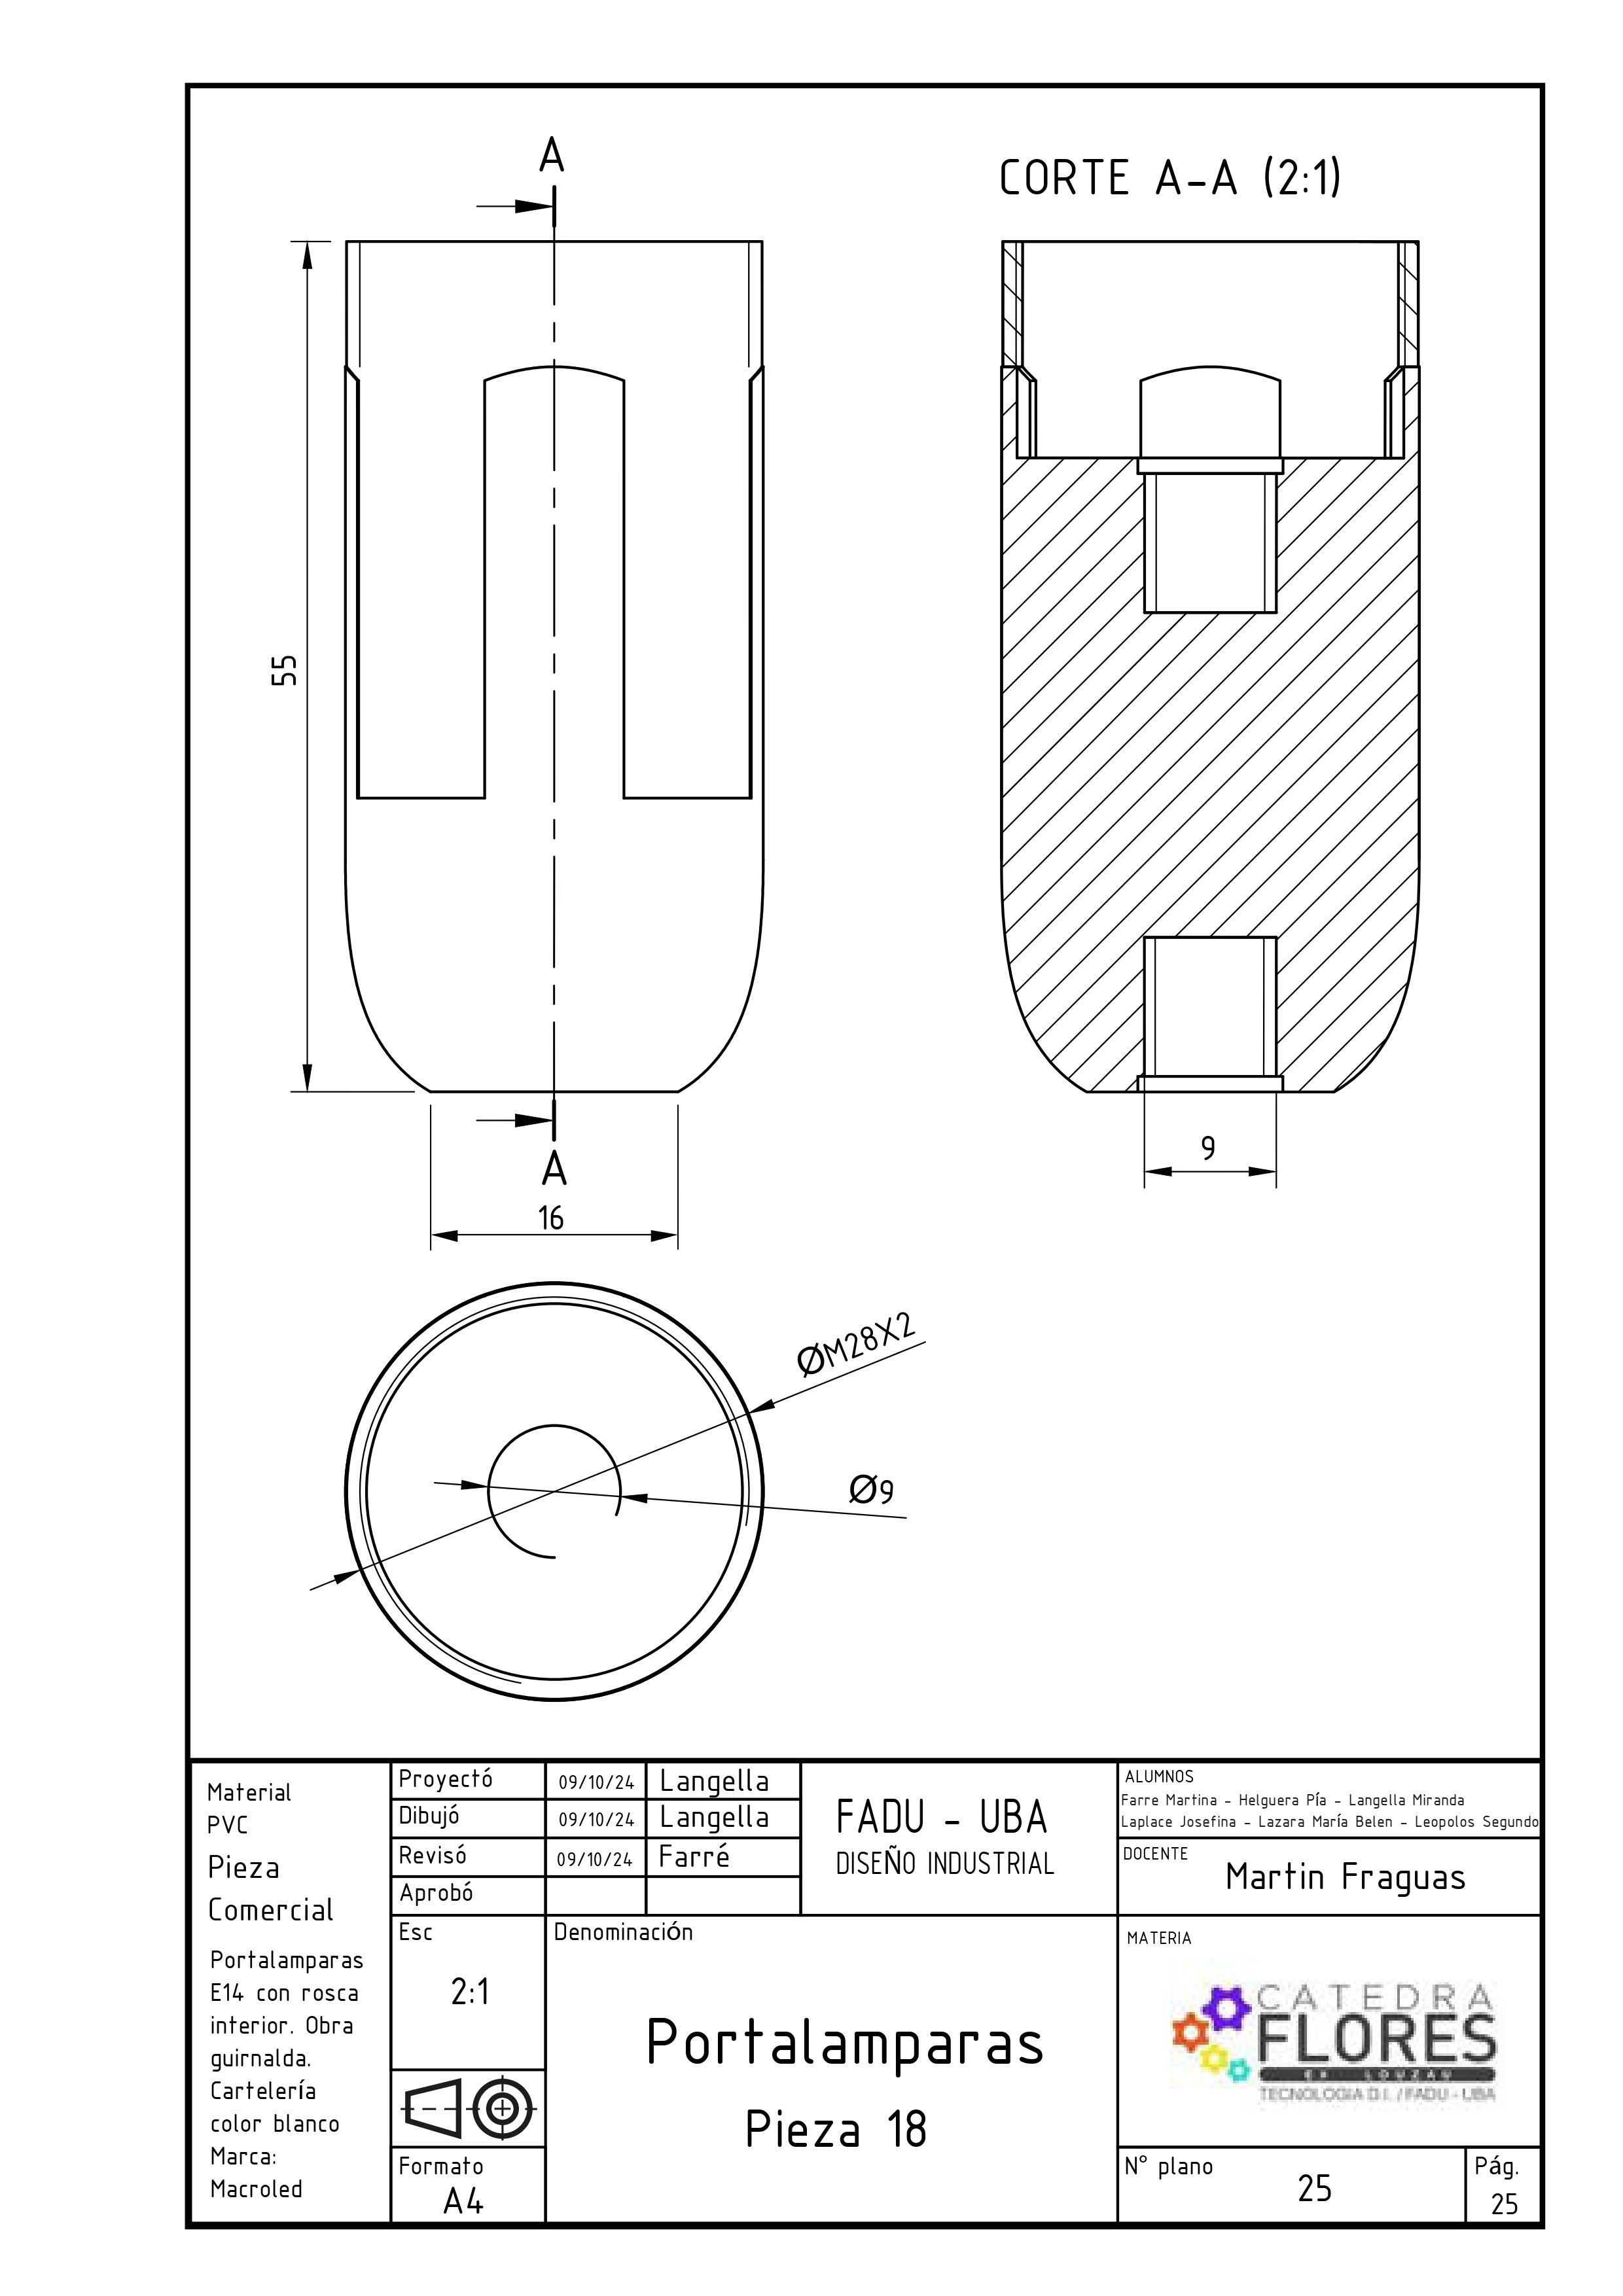 A
CORTE A-A (2:1)
55
A
16
9
ØM28X2
Ø9
Material
PVC
Pieza
Comercial
Portalamparas
E14 con rosca
interior. Obra
guirnalda.
Cartelería
color blanco
Marca:
Macroled
Proyectó 09/10/24 Langella
Dibujó 09/10/24 Langella
Revisó 09/10/24 Farré
Aprobó
FADU - UBA
DISEÑO INDUSTRIAL
ALUMNOS
Farre Martina - Helguera Pía - Langella Miranda
Laplace Josefina - Lazara María Belen - Leopolos Segundo
DOCENTE
Martin Fraguas
Esc
2:1
Formato
A4
Denominación
Portalamparas
Pieza 18
MATERIA
CATEDRA
FLORES
EX LOUZAU
TECNOLOGIA D.I. / FADU - UBA
N° plano
25
Pág.
25